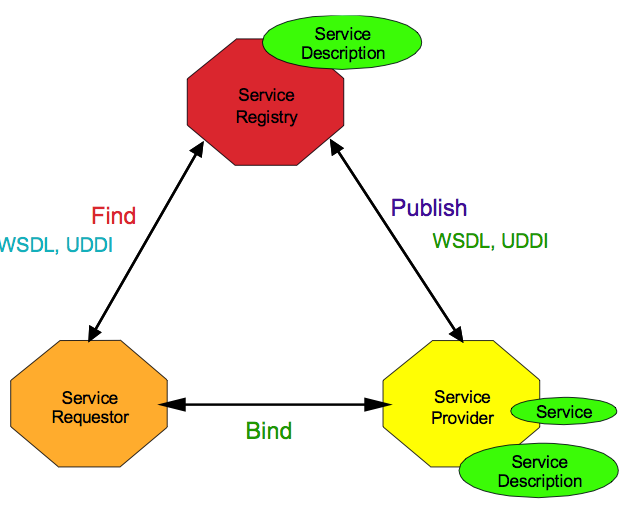 Service
Description
Service
Registry
Find
WSDL, UDDI
Publish
WSDL, UDDI
Service
Requestor
Bind
Service
Provider
Service
Service
Description